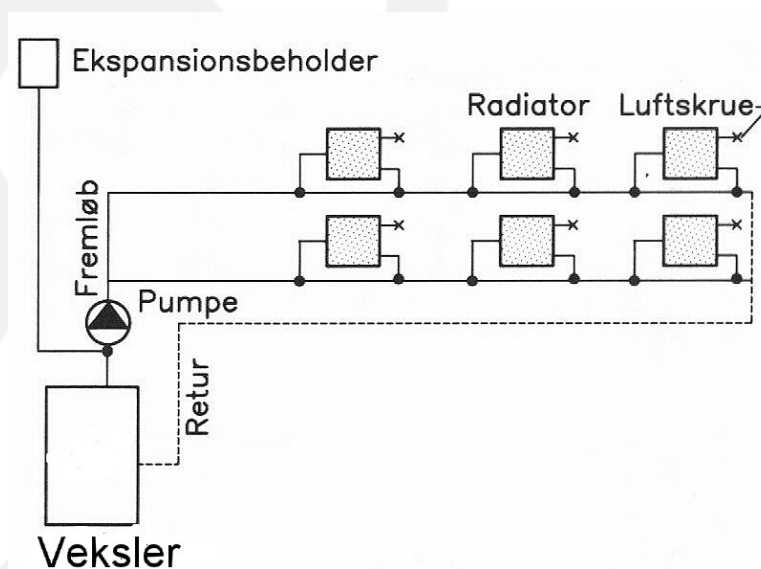 Ekspansionsbeholder
Radiator
Luftskrue
Fremløb
Pumpe
Retur
Veksler